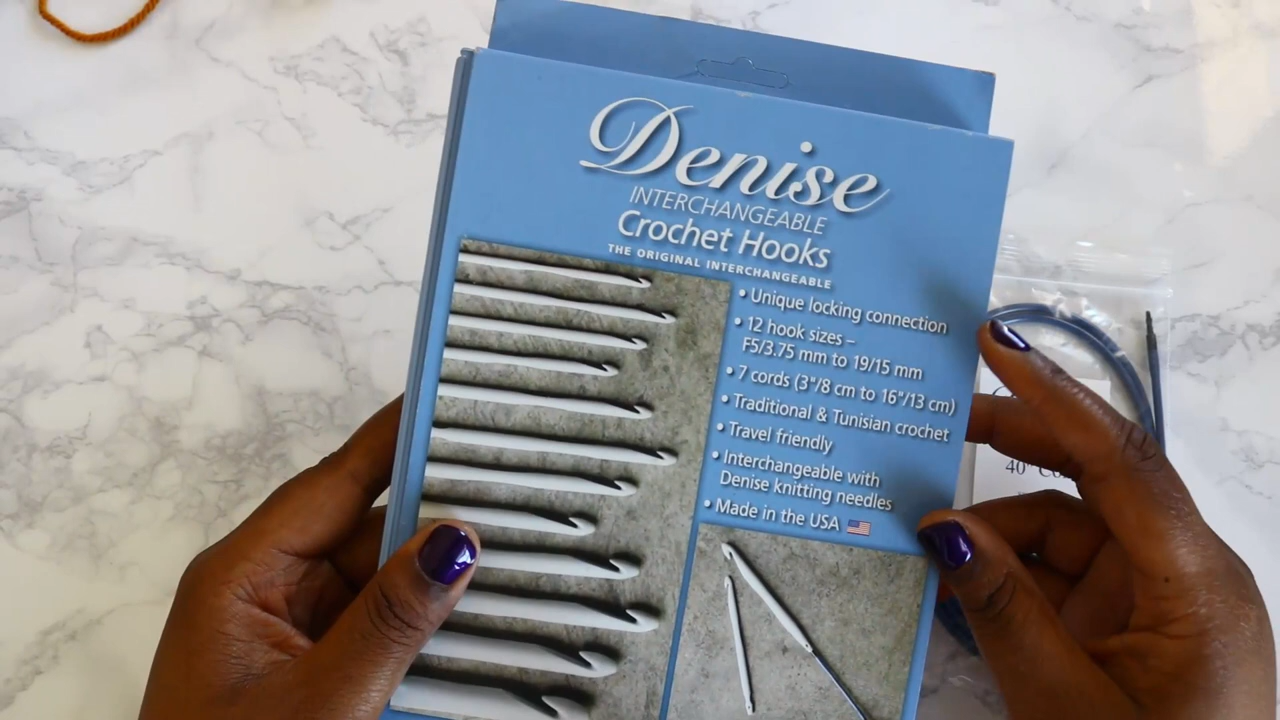 Denise
INTERCHANGEABLE
Crochet Hooks
THE ORIGINAL INTERCHANGEABLE
• Unique locking connection
• 12 hook sizes –
F5/3.75 mm to 19/15 mm
• 7 cords (3"/8 cm to 16"/13 cm)
• Traditional & Tunisian crochet
• Travel friendly
• Interchangeable with
Denise knitting needles
• Made in the USA
40"